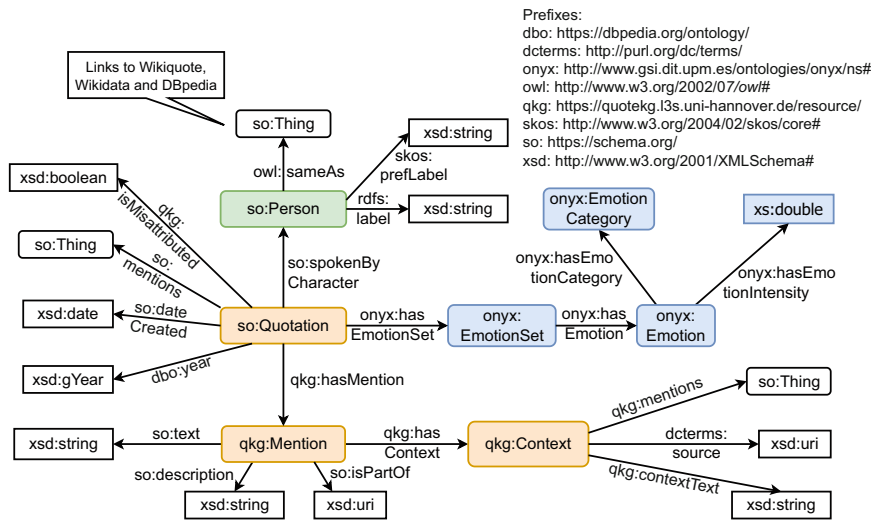 Prefixes:
dbo: https://dbpedia.org/ontology/
dcterms: http://purl.org/dc/terms/
onyx: http://www.gsi.dit.upm.es/ontologies/onyx/ns#
owl: http://www.w3.org/2002/07/owl#
qkg: https://quotekg.l3s.uni-hannover.de/resource/
skos: http://www.w3.org/2004/02/skos/core#
so: https://schema.org/
xsd: http://www.w3.org/2001/XMLSchema#
Links to Wikiquote,
Wikidata and DBpedia
so:Thing
xsd:string
owl: sameAs
skos:
prefLabel
xsd:boolean
so:Person
rdfs:
label
xsd:string
onyx:Emotion
Category
xs:double
qkg:
isMisattributed
so:Thing
so:
mentions
so:spokenBy
Character
onyx:hasEmo
tionCategory
onyx:hasEmo
tionIntensity
xsd:date
so:date
Created
so:Quotation
onyx:has
EmotionSet
onyx:
EmotionSet
onyx:has
Emotion
onyx:
Emotion
xsd:gYear
dbo:year
qkg:hasMention
qkg:mentions
so:Thing
xsd:string
so:text
qkg:Mention
qkg:has
Context
qkg:Context
dcterms:
source
xsd:uri
so:description
so:isPartOf
qkg:contextText
xsd:string
xsd:uri
xsd:string